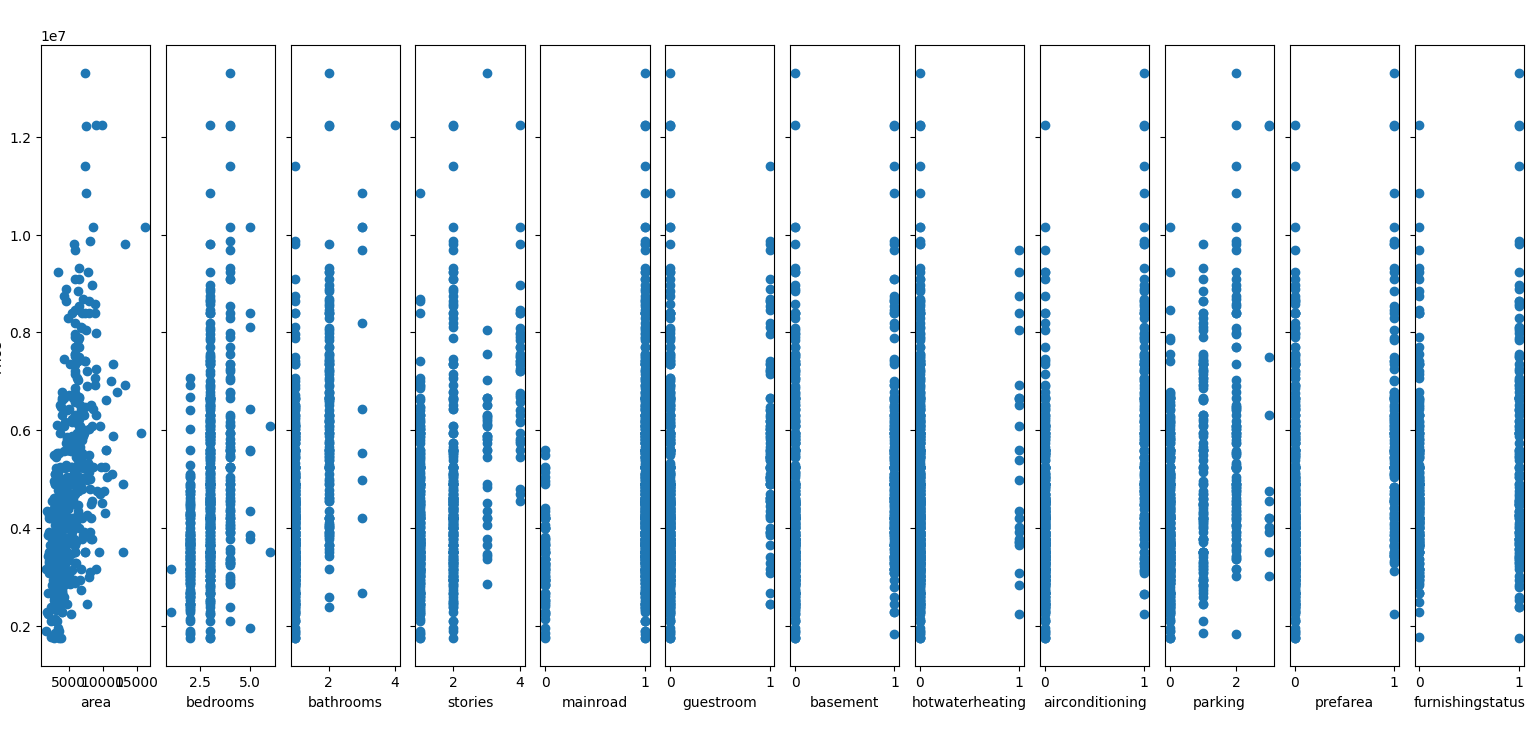 1e7
1.2
1.0
0.8
0.6
0.4
0.2
5000 10000 15000 2.5 5.0 2 4 2 4 0 1 0 1 0 1 0 1 0 1 0 2 0 1 0 1
area bedrooms bathrooms stories mainroad guestroom basement hotwaterheating airconditioning parking prefarea furnishingstatus